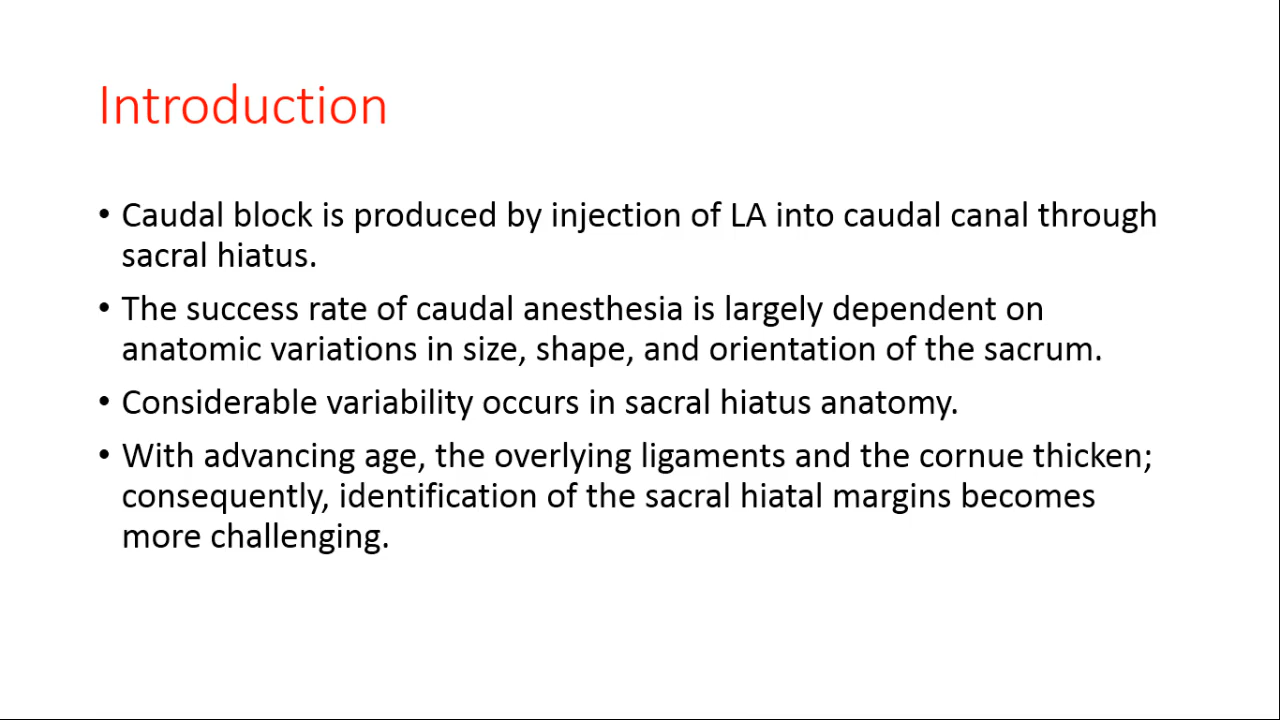 Introduction
• Caudal block is produced by injection of LA into caudal canal through
sacral hiatus.
• The success rate of caudal anesthesia is largely dependent on
anatomic variations in size, shape, and orientation of the sacrum.
• Considerable variability occurs in sacral hiatus anatomy.
• With advancing age, the overlying ligaments and the cornue thicken;
consequently, identification of the sacral hiatal margins becomes
more challenging.